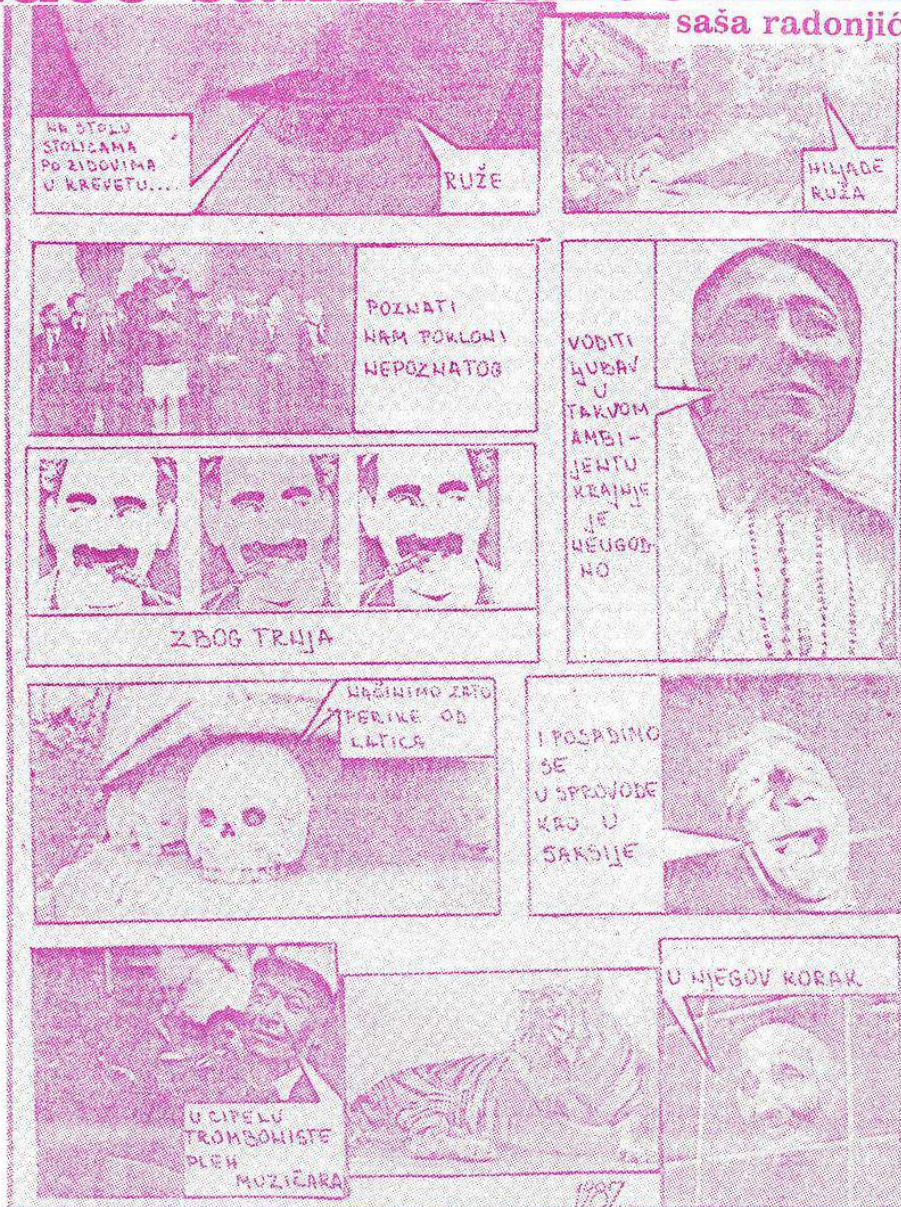 saša radonjić
NA STOLU
STOLICAMA
PO ZIDOVIMA
U KREVETU....
RUŽE
HILJADE
RUŽA
POZNATI
NAM POKLONI
NEPOZNATOG
VODITI
LJUBAV
U
TAKVOM
AMBI-
JENTU
KRAJNJE
JE
NEUGOD-
NO
ZBOG TRNJA
NAČINIMO ZATO
PERIKE OD
LATICA
I POSADIMO
SE
U SPROVODE
KAO U
SAKSIJE
U CIPELU
TROMBONISTE
PLEH
MUZIČARA
U NJEGOV KORAK
1987